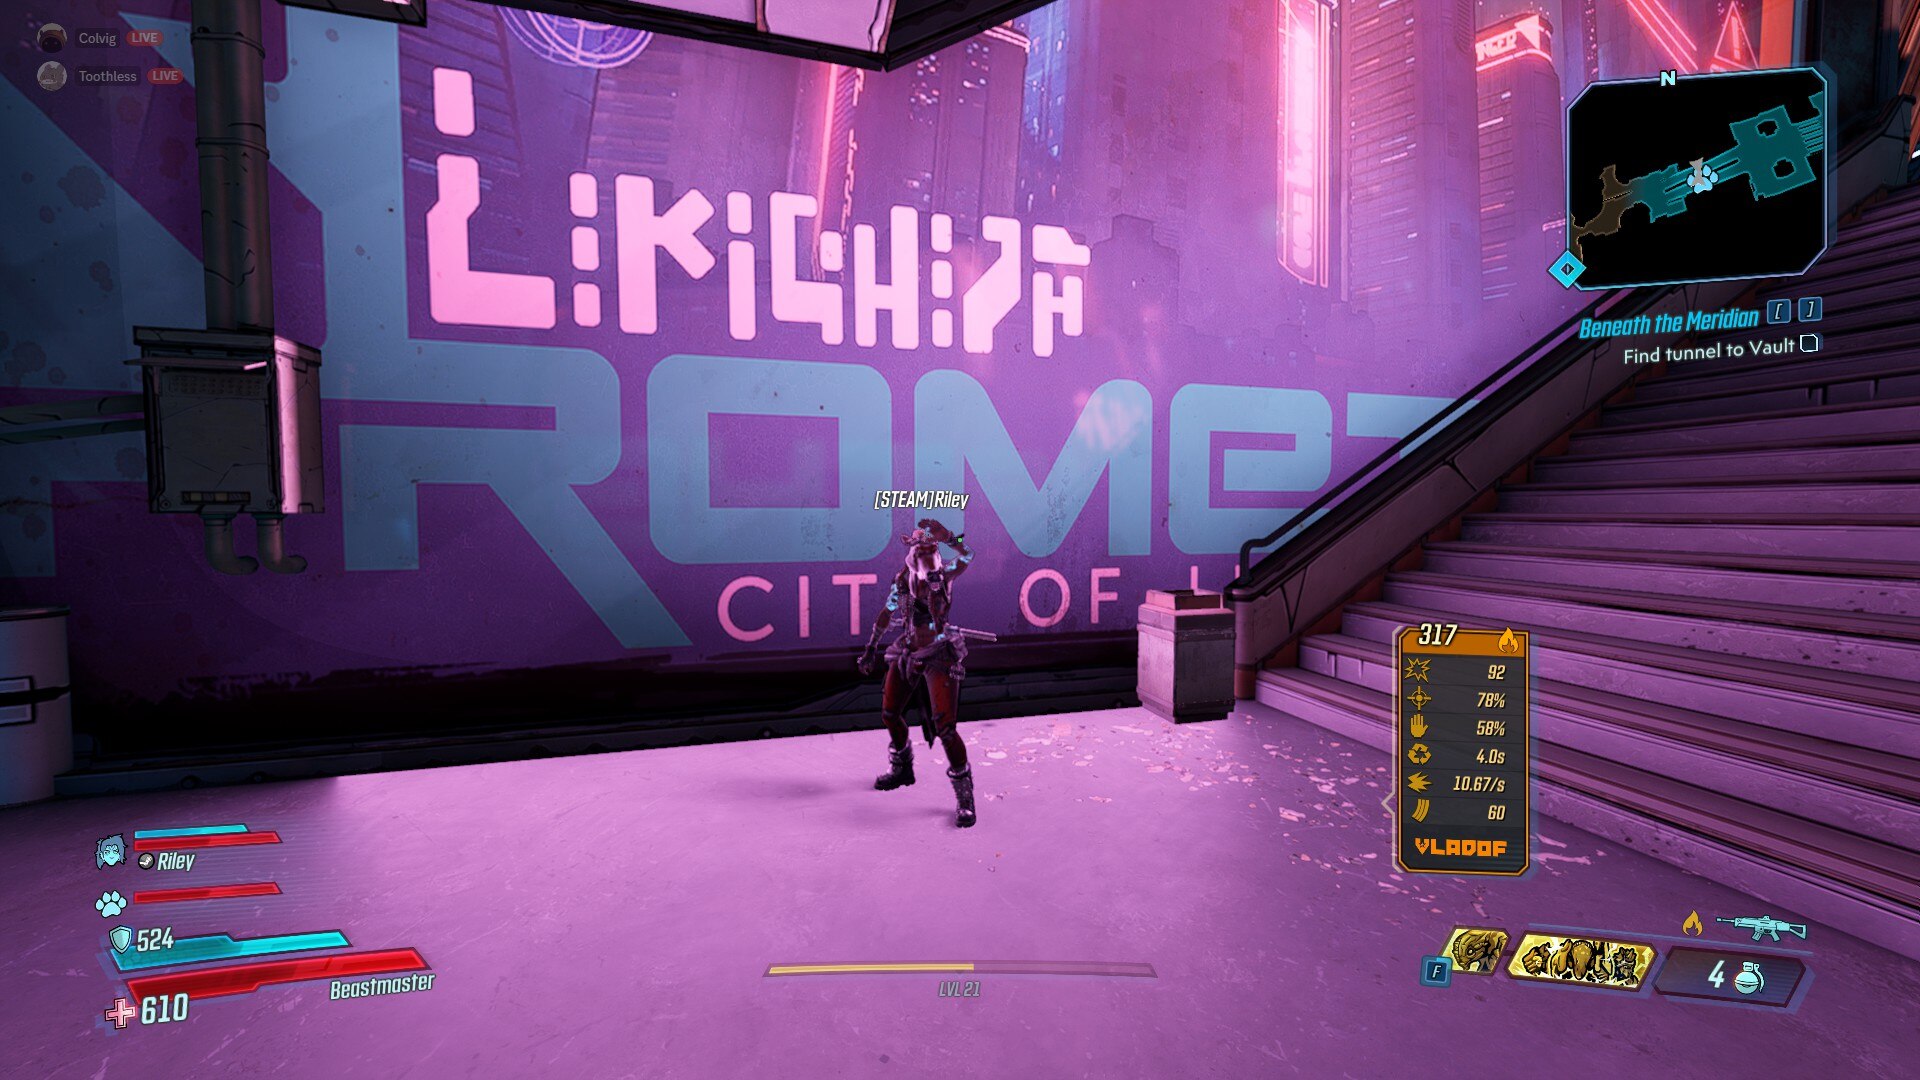 Colvig LIVE
Toothless LIVE
N
Beneath the Meridian [ ]
Find tunnel to Vault
ROME
CIT OF
[STEAM]Riley
317
92
78%
58%
4.0s
10.67/s
60
VLADOF
Riley
524
610
Beastmaster
LVL 21
F
4